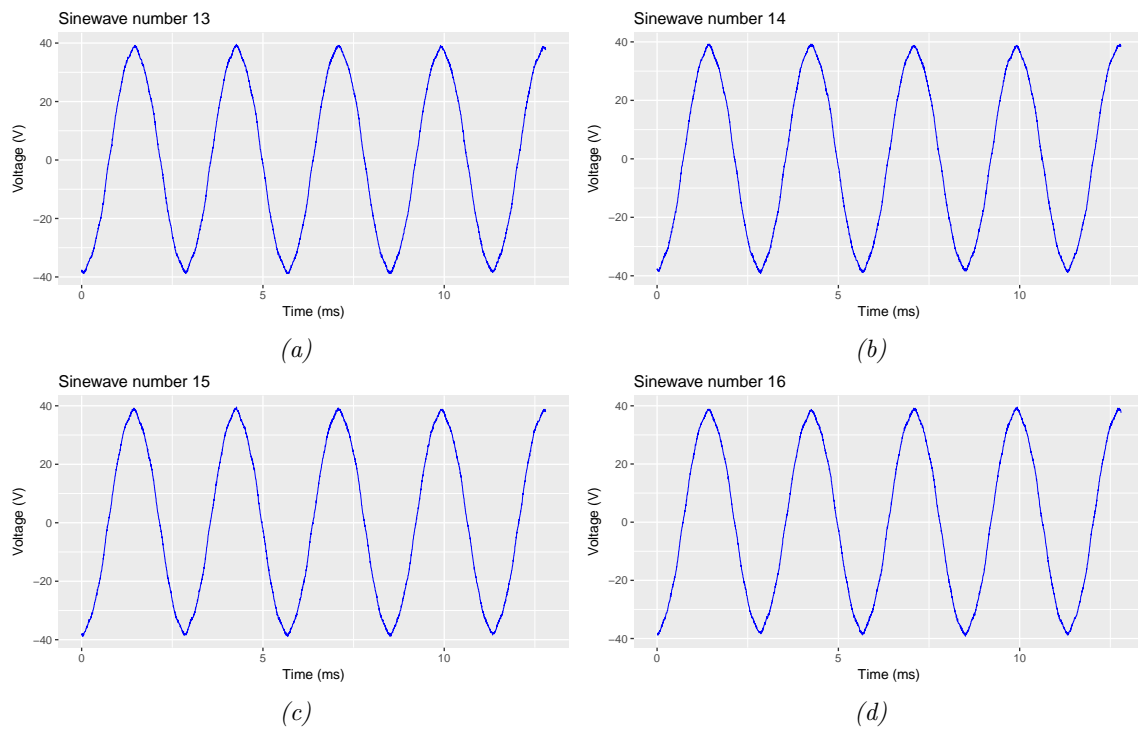 Sinewave number 13
40
20
0
−20
−40
Voltage (V)
0 5 10
Time (ms)
(a)
Sinewave number 14
40
20
0
−20
−40
Voltage (V)
0 5 10
Time (ms)
(b)
Sinewave number 15
40
20
0
−20
−40
Voltage (V)
0 5 10
Time (ms)
(c)
Sinewave number 16
40
20
0
−20
−40
Voltage (V)
0 5 10
Time (ms)
(d)